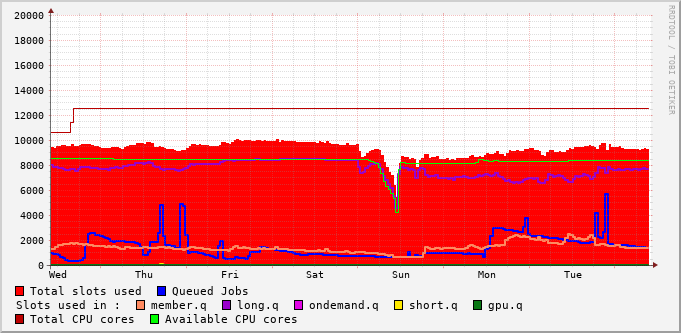 RRDTOOL / TOBI OETIKER
20000
18000
16000
14000
12000
10000
8000
6000
4000
2000
0
Wed Thu Fri Sat Sun Mon Tue
Total slots used Queued Jobs
Slots used in : member.q long.q ondemand.q short.q gpu.q
Total CPU cores Available CPU cores